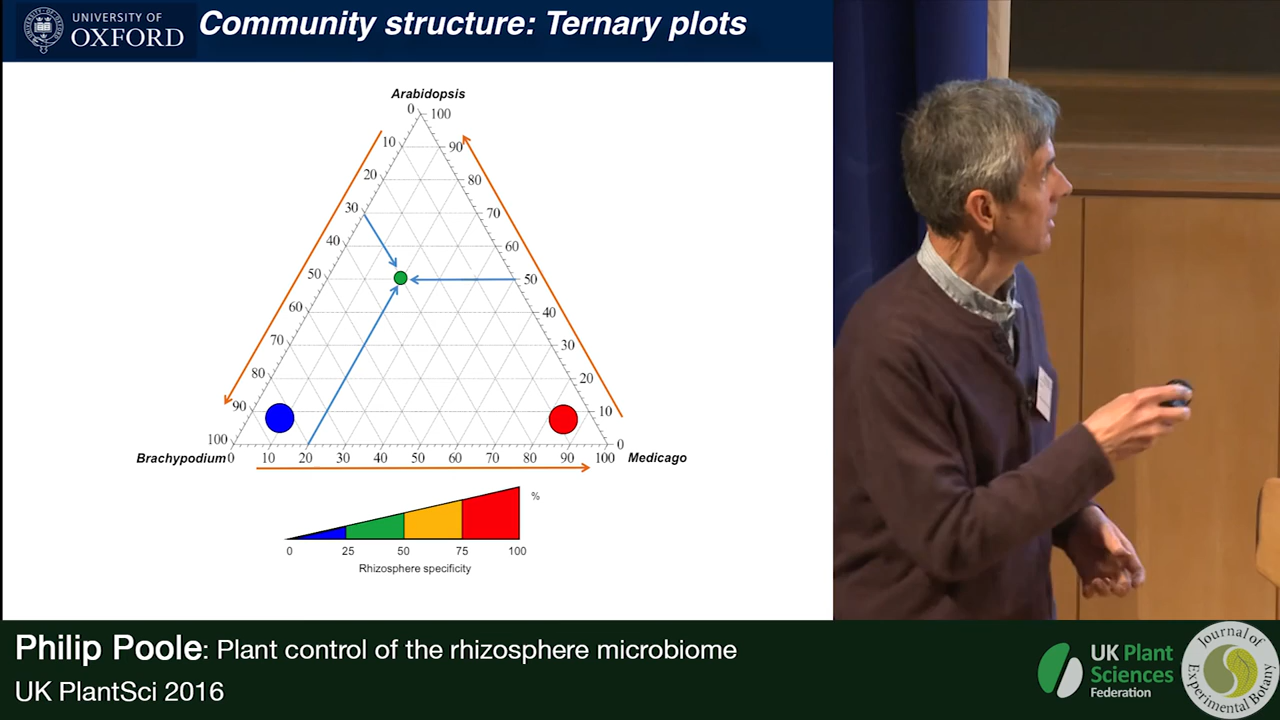 UNIVERSITY OF
OXFORD
Community structure: Ternary plots
Arabidopsis
0 100
10 90
20 80
30 70
40 60
50 50
60 40
70 30
80 20
90 10
100 0
Brachypodium 0 10 20 30 40 50 60 70 80 90 100 Medicago
%
0 25 50 75 100
Rhizosphere specificity
Philip Poole: Plant control of the rhizosphere microbiome
UK PlantSci 2016
UK Plant
Sciences
Federation
Journal of
Experimental Botany